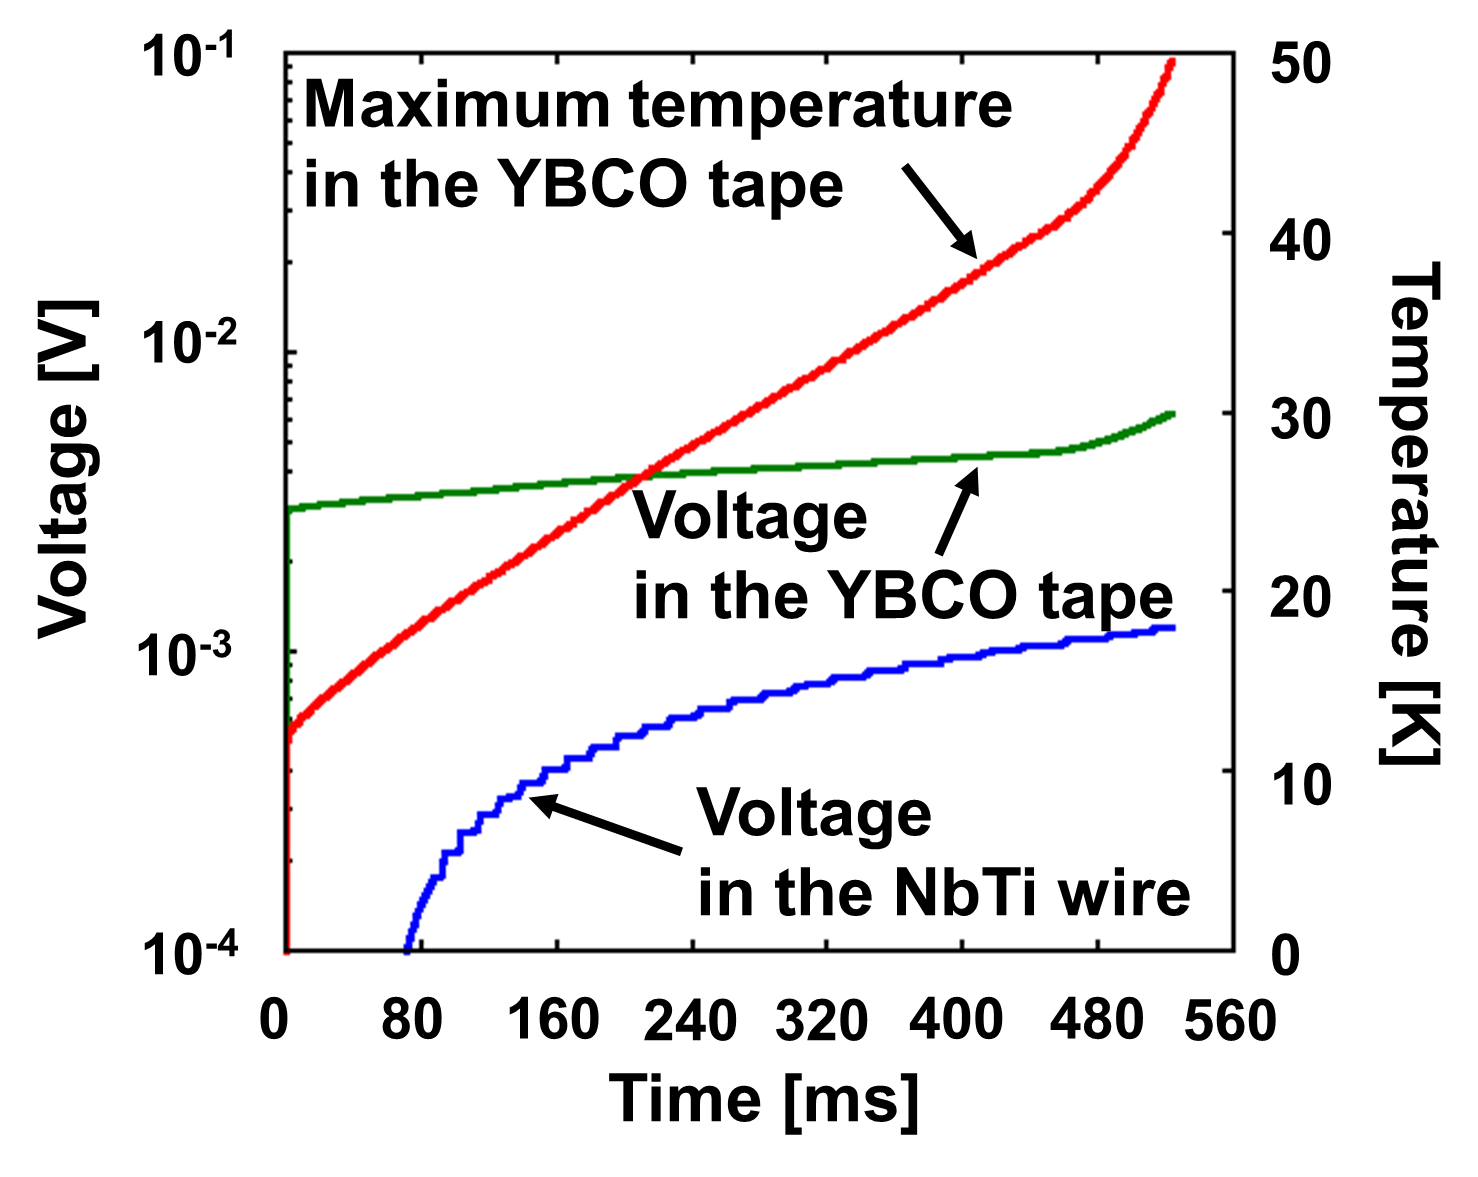 10-1
50
Maximum temperature
in the YBCO tape
40
10-2
30
Voltage [V]
Temperature [K]
Voltage
in the YBCO tape
20
10-3
10
Voltage
in the NbTi wire
10-4
0
0 80 160 240 320 400 480 560
Time [ms]